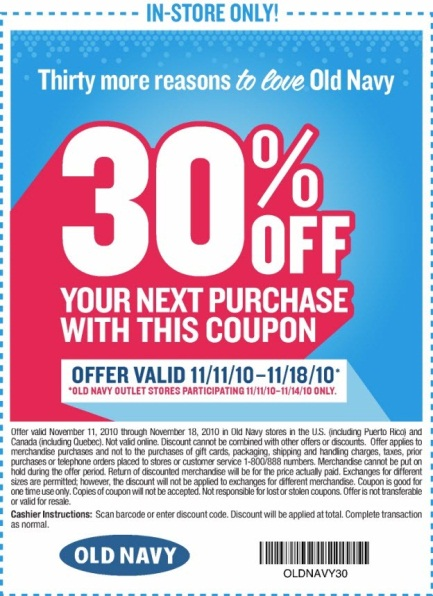 IN-STORE ONLY!
Thirty more reasons to love Old Navy
30% OFF
YOUR NEXT PURCHASE
WITH THIS COUPON
OFFER VALID 11/11/10–11/18/10*
*OLD NAVY OUTLET STORES PARTICIPATING 11/11/10–11/14/10 ONLY.
Offer valid November 11, 2010 through November 18, 2010 in Old Navy stores in the U.S. (including Puerto Rico) and
Canada (including Quebec). Not valid online. Discount cannot be combined with other offers or discounts. Offer applies to
merchandise purchases and not to the purchases of gift cards, packaging, shipping and handling charges, taxes, prior
purchases or telephone orders placed to stores or customer service 1-800/888 numbers. Merchandise cannot be put on
hold during the offer period. Return of discounted merchandise will be for the price actually paid. Exchanges for different
sizes are permitted; however, the discount will not be applied to exchanges for different merchandise. Coupon is good for
one time use only. Copies of coupon will not be accepted. Not responsible for lost or stolen coupons. Offer is not transferable
or valid for resale.
Cashier Instructions: Scan barcode or enter discount code. Discount will be applied at total. Complete transaction
as normal.
OLD NAVY
OLDNAVY30